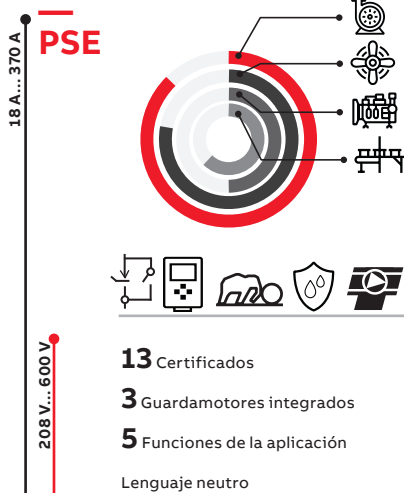 PSE
18 A... 370 A
208 V... 600 V
13 Certificados
3 Guardamotores integrados
5 Funciones de la aplicación
Lenguaje neutro